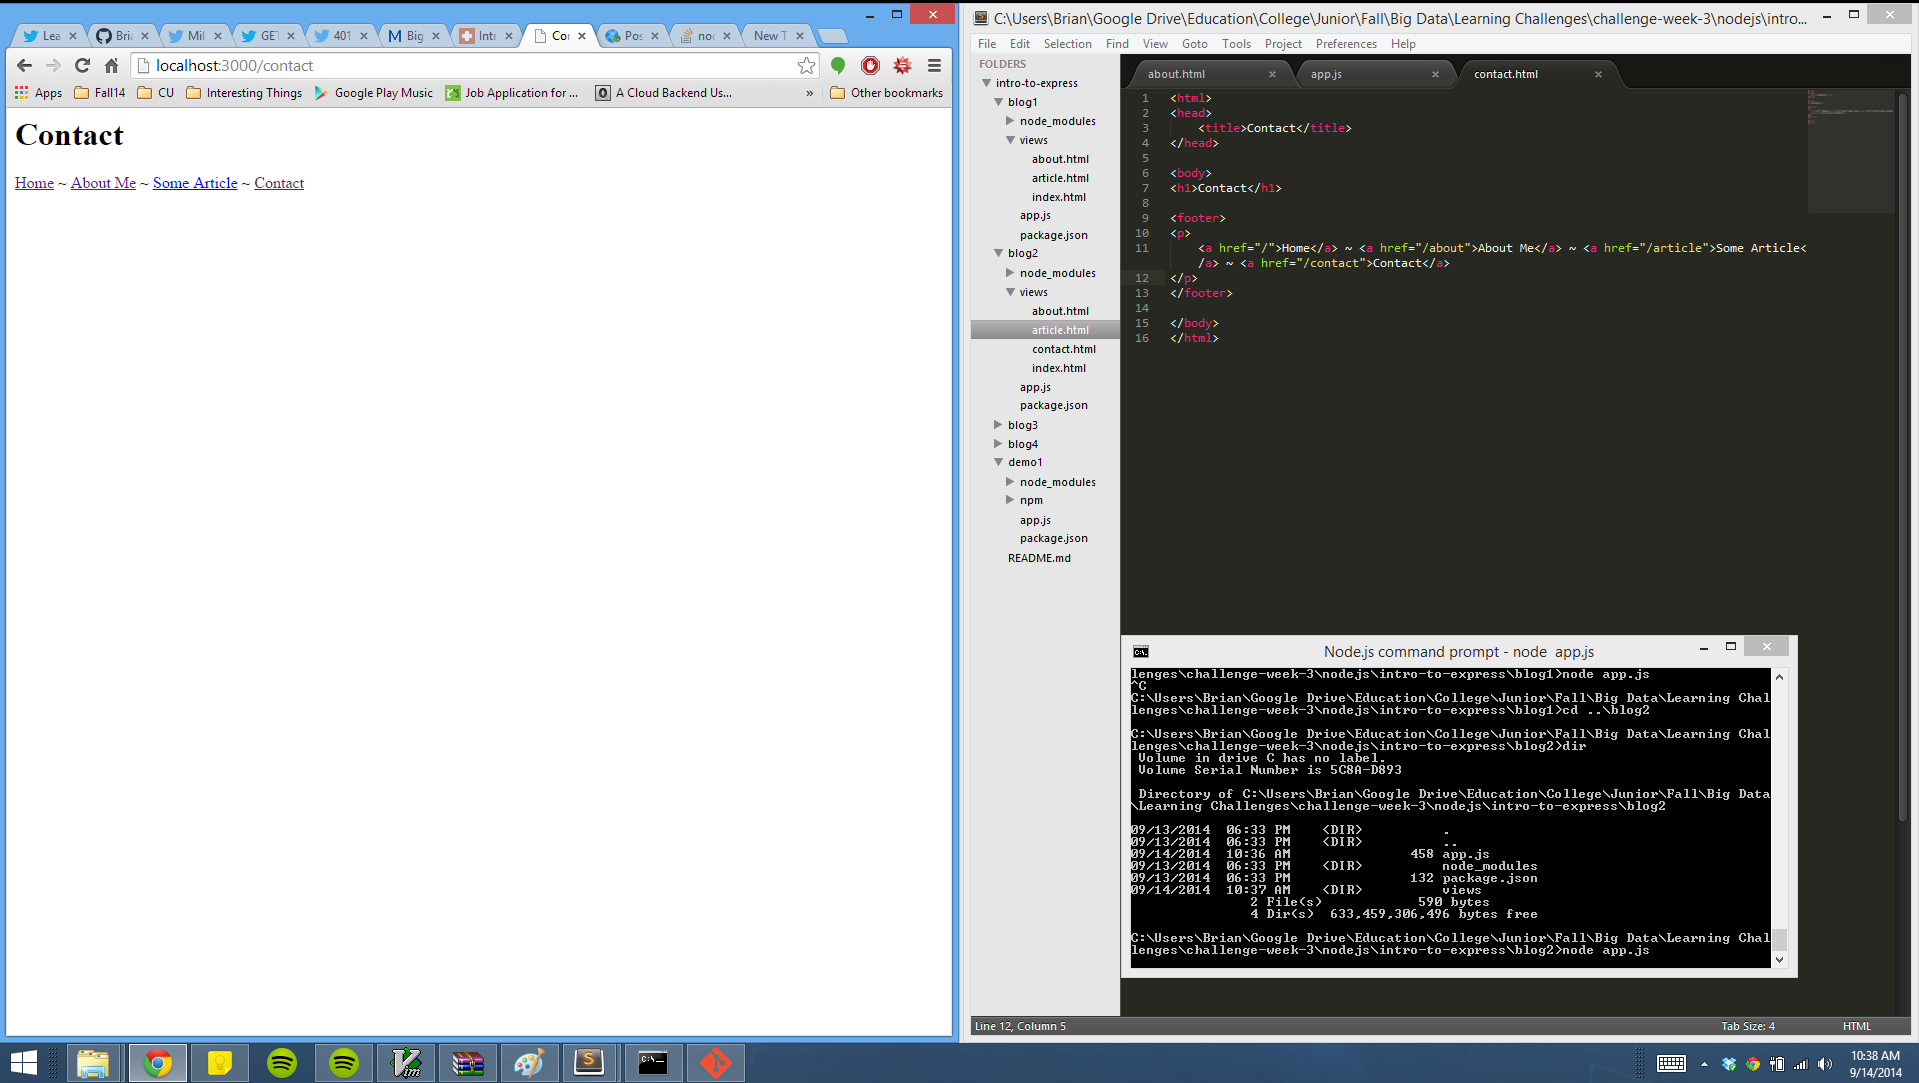 Lea
Bria
Mil
GET
401
Big
Intr
Cor
Pos
noc
New T
localhost:3000/contact
Apps
Fall14
CU
Interesting Things
Google Play Music
Job Application for ...
A Cloud Backend Us...
»
Other bookmarks
Contact
Home ~ About Me ~ Some Article ~ Contact
C:\Users\Brian\Google Drive\Education\College\Junior\Fall\Big Data\Learning Challenges\challenge-week-3\nodejs\intro...
File Edit Selection Find View Goto Tools Project Preferences Help
FOLDERS
intro-to-express
blog1
node_modules
views
about.html
article.html
index.html
app.js
package.json
blog2
node_modules
views
about.html
article.html
contact.html
index.html
app.js
package.json
blog3
blog4
demo1
node_modules
npm
app.js
package.json
README.md
about.html
app.js
contact.html
1 <html>
2 <head>
3 <title>Contact</title>
4 </head>
5
6 <body>
7 <h1>Contact</h1>
8
9 <footer>
10 <p>
11 <a href="/">Home</a> ~ <a href="/about">About Me</a> ~ <a href="/article">Some Article<
/a> ~ <a href="/contact">Contact</a>
12 </p>
13 </footer>
14
15 </body>
16 </html>
Node.js command prompt - node app.js
lenges\challenge-week-3\nodejs\intro-to-express\blog1>node app.js
^C
C:\Users\Brian\Google Drive\Education\College\Junior\Fall\Big Data\Learning Chal
lenges\challenge-week-3\nodejs\intro-to-express\blog1>cd ..\blog2
C:\Users\Brian\Google Drive\Education\College\Junior\Fall\Big Data\Learning Chal
lenges\challenge-week-3\nodejs\intro-to-express\blog2>dir
Volume in drive C has no label.
Volume Serial Number is 5C8A-D893
Directory of C:\Users\Brian\Google Drive\Education\College\Junior\Fall\Big Data
\Learning Challenges\challenge-week-3\nodejs\intro-to-express\blog2
09/13/2014 06:33 PM <DIR> .
09/13/2014 06:33 PM <DIR> ..
09/14/2014 10:36 AM 458 app.js
09/13/2014 06:33 PM <DIR> node_modules
09/13/2014 06:33 PM 132 package.json
09/14/2014 10:37 AM <DIR> views
2 File(s) 590 bytes
4 Dir(s) 633,459,306,496 bytes free
C:\Users\Brian\Google Drive\Education\College\Junior\Fall\Big Data\Learning Chal
lenges\challenge-week-3\nodejs\intro-to-express\blog2>node app.js
Line 12, Column 5
Tab Size: 4
HTML
10:38 AM
9/14/2014